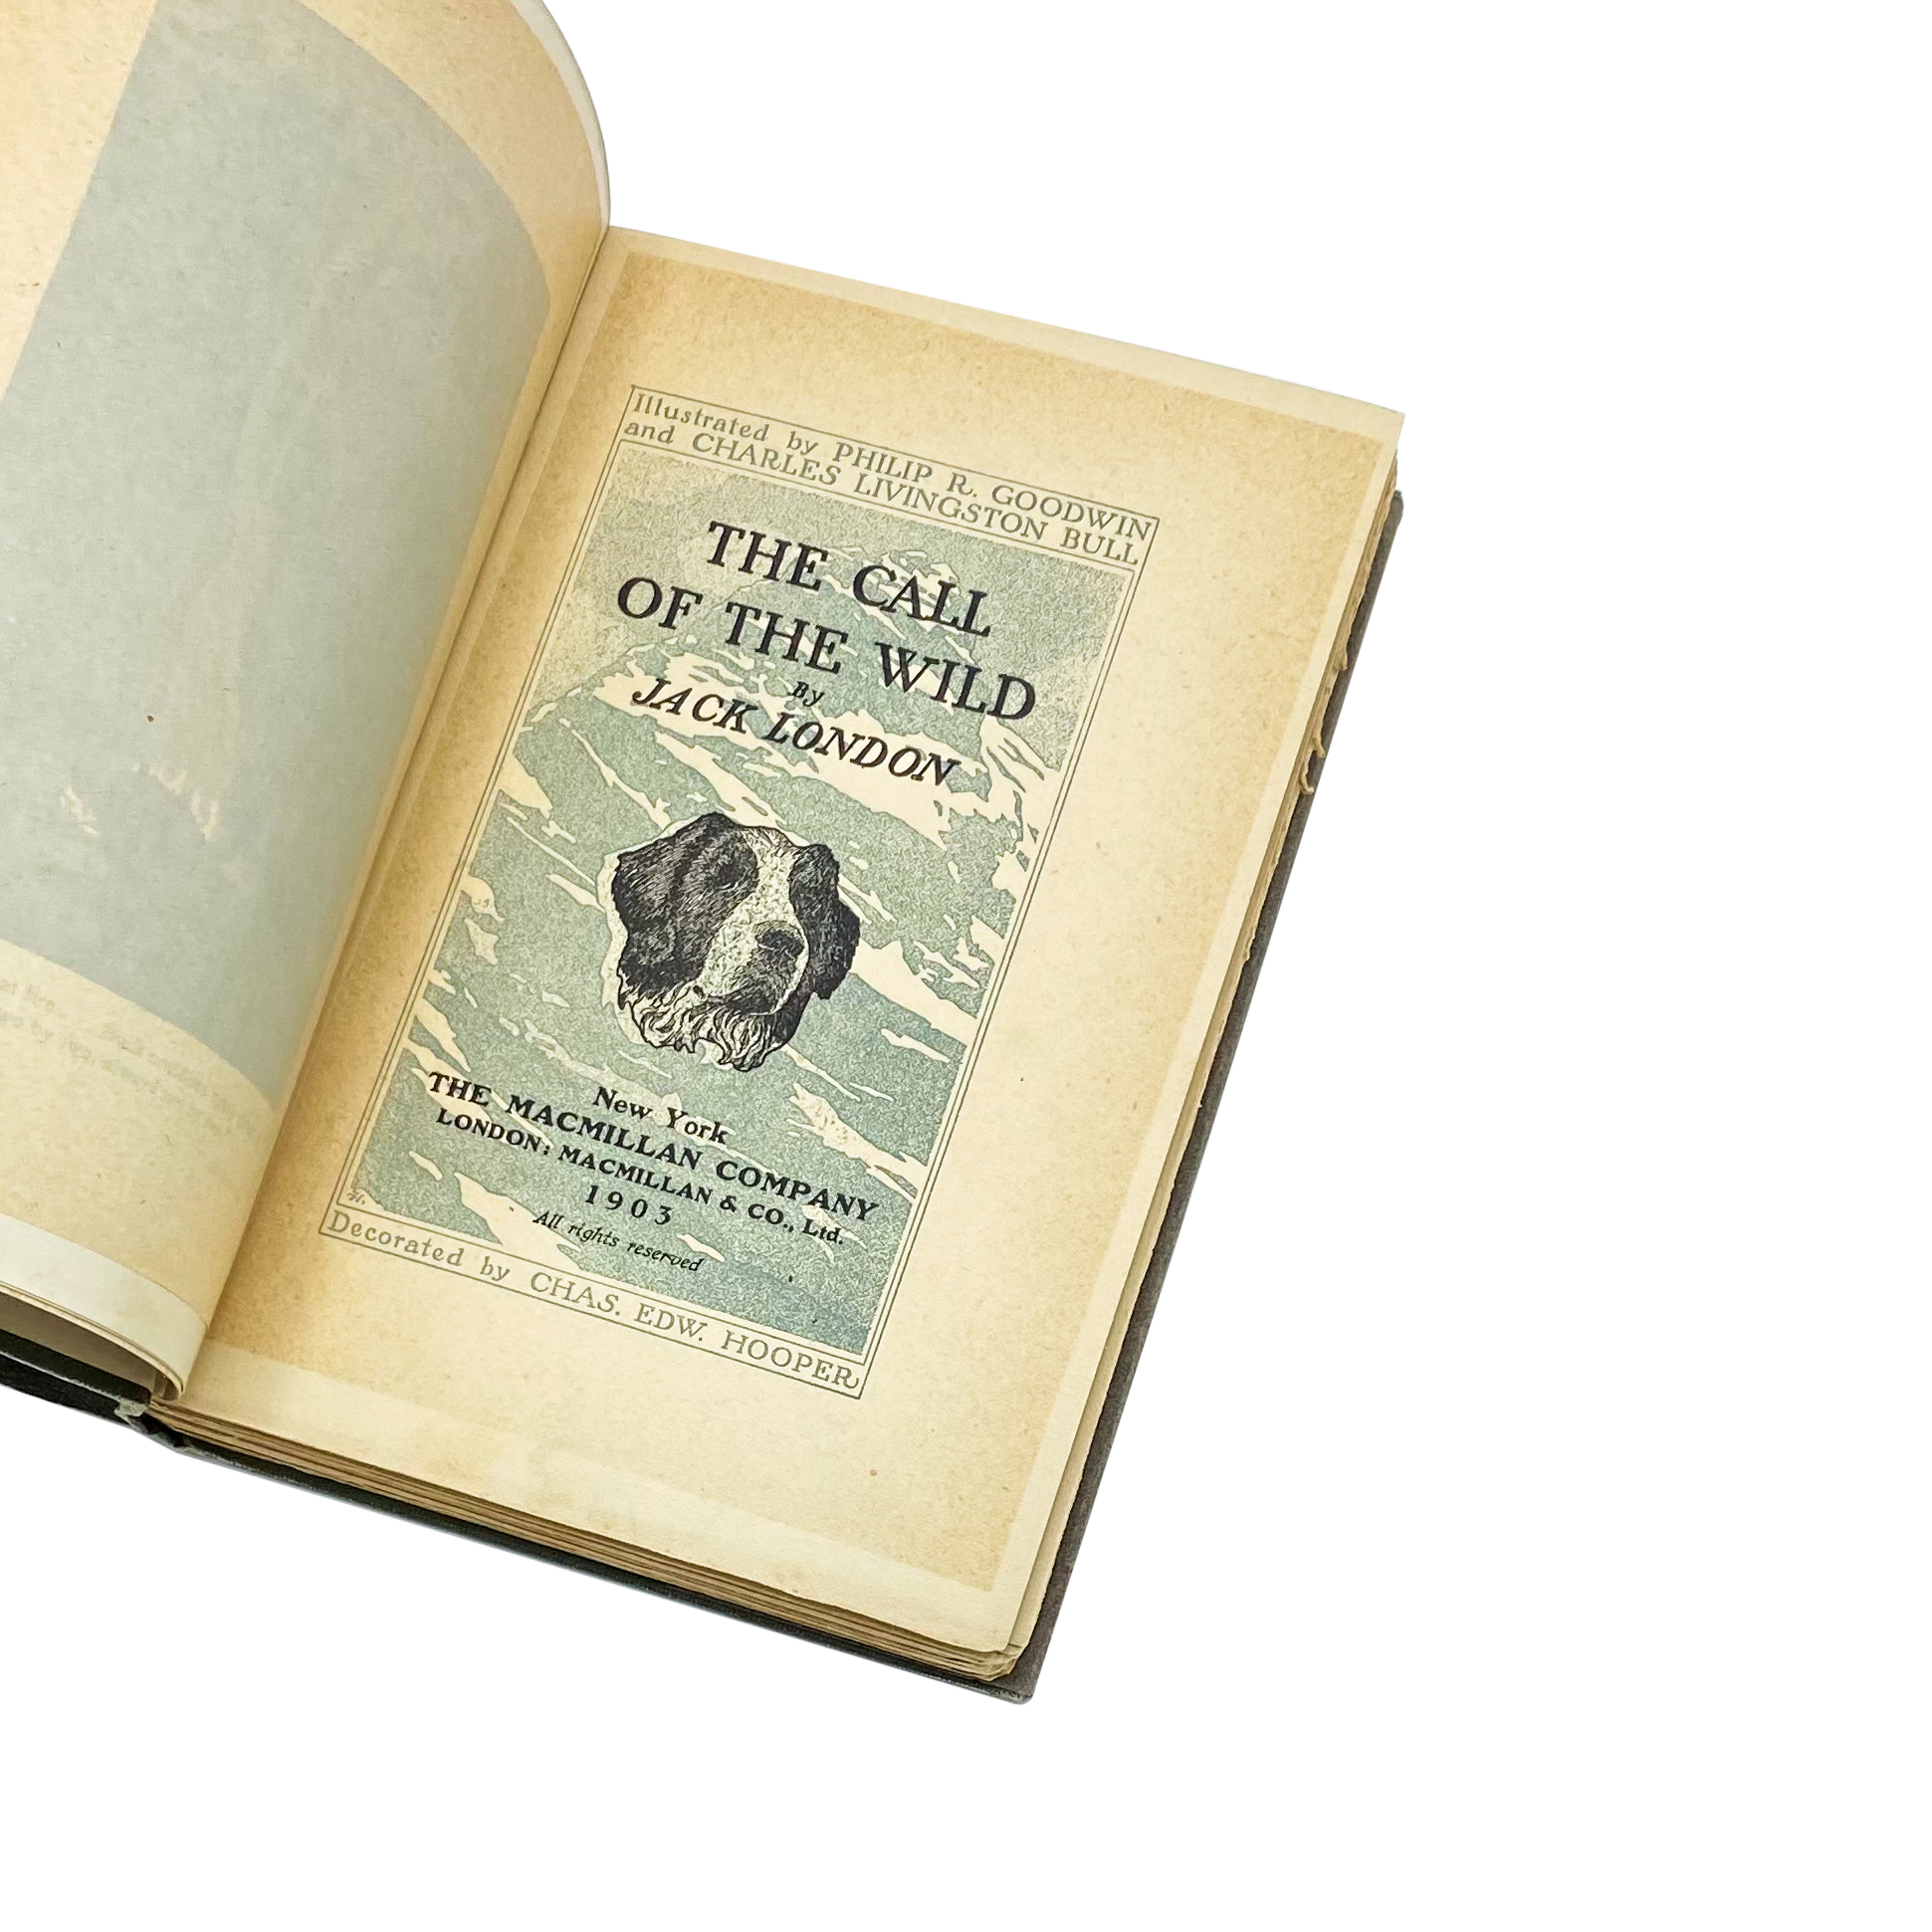 Illustrated by PHILIP R. GOODWIN
and CHARLES LIVINGSTON BULL
THE CALL
OF THE WILD
By
JACK LONDON
New York
THE MACMILLAN COMPANY
LONDON: MACMILLAN & CO., Ltd.
1903
All rights reserved
Decorated by CHAS. EDW. HOOPER